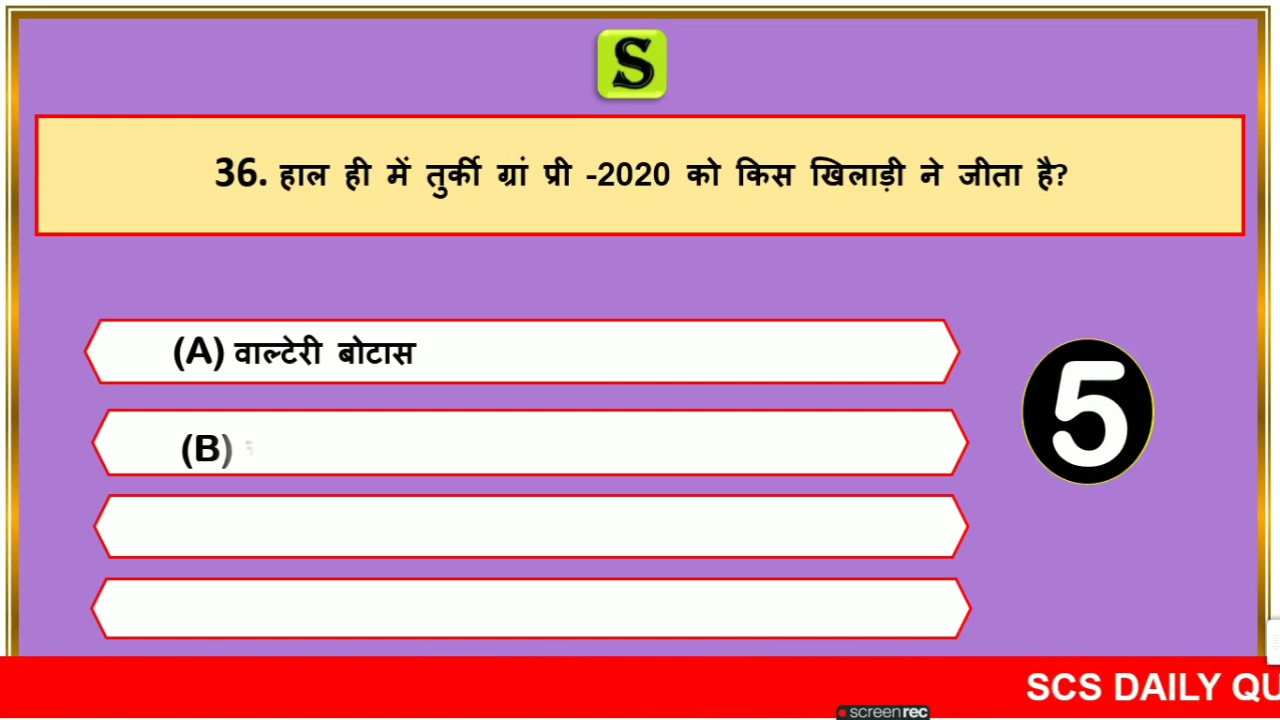 S
36. हाल ही में तुर्की ग्रां प्री -2020 को किस खिलाड़ी ने जीता है?
(A) वाल्टेरी बोटास
5
(B)
SCS DAILY QU
screenrec